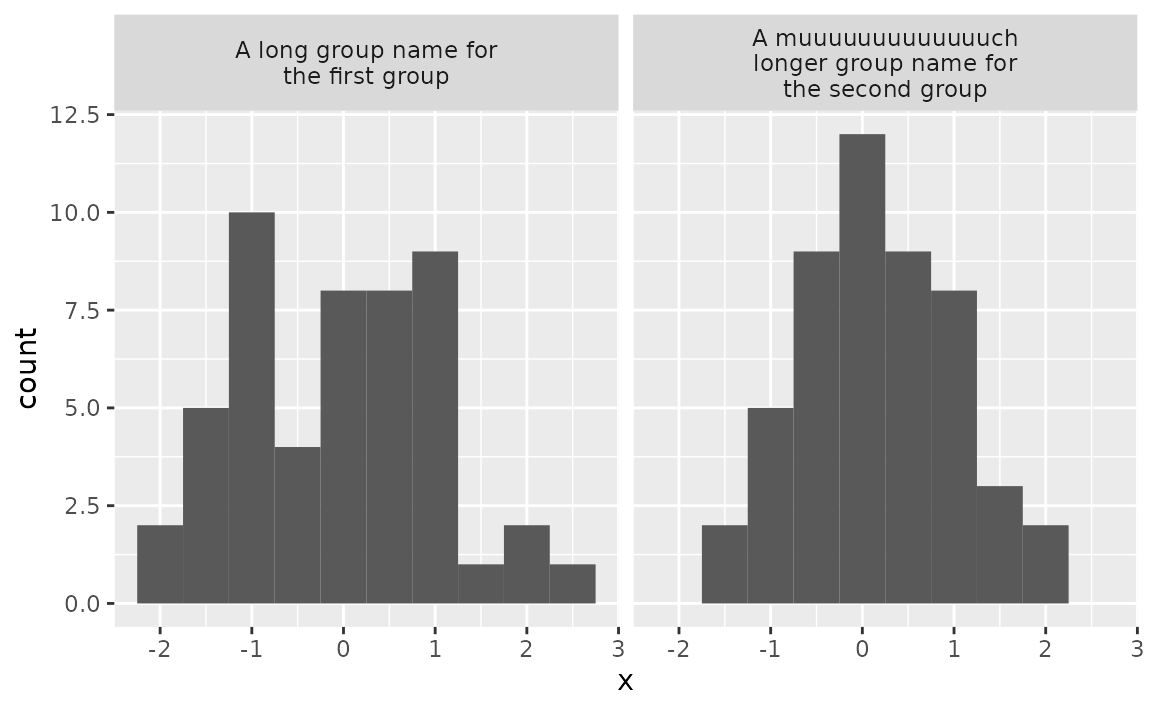 A long group name for
the first group
A muuuuuuuuuuuuuch
longer group name for
the second group
12.5
10.0
7.5
5.0
2.5
0.0
count
-2 -1 0 1 2 3
-2 -1 0 1 2 3
x